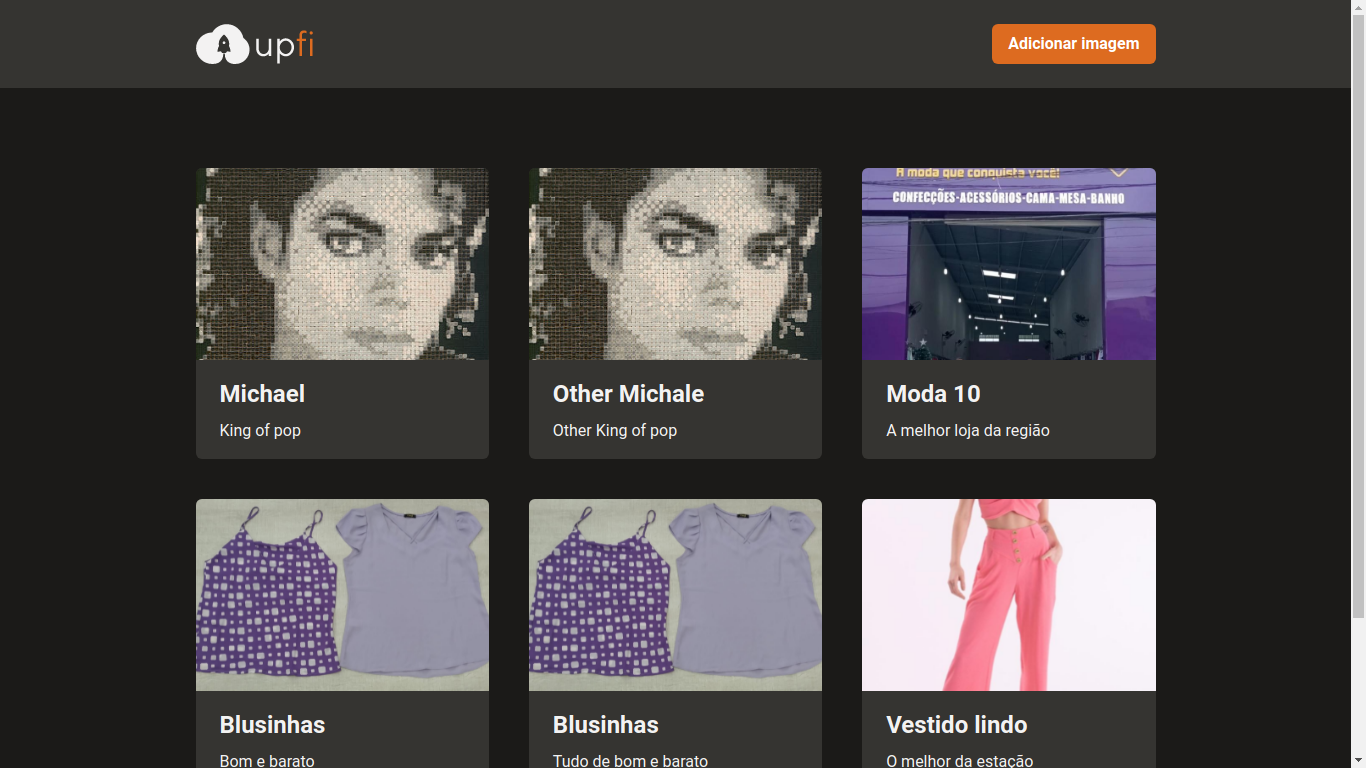 upfi
Adicionar imagem
A moda que conquista você!
CONFECÇÕES-ACESSÓRIOS-CAMA-MESA-BANHO
Michael
King of pop
Other Michale
Other King of pop
Moda 10
A melhor loja da região
Blusinhas
Bom e barato
Blusinhas
Tudo de bom e barato
Vestido lindo
O melhor da estação